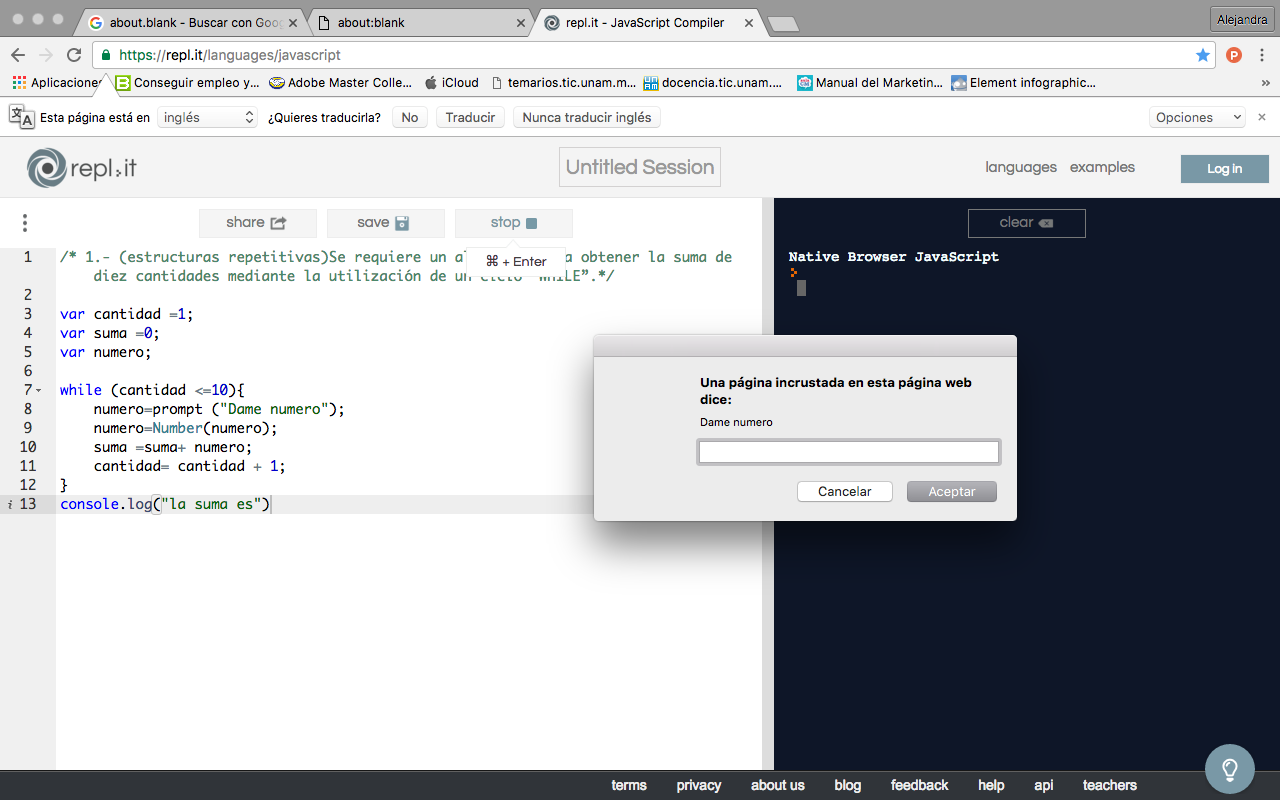 about.blank - Buscar con Goog
about:blank
repl.it - JavaScript Compiler
Alejandra
https://repl.it/languages/javascript
P
Aplicaciones
Conseguir empleo y...
Adobe Master Colle...
iCloud
temarios.tic.unam.m...
docencia.tic.unam....
Manual del Marketin...
Element infographic...
»
Esta página está en
inglés
¿Quieres traducirla?
No
Traducir
Nunca traducir inglés
Opciones
repl.it
Untitled Session
languages
examples
Log in
share
save
stop
clear
⌘ + Enter
1 /* 1.- (estructuras repetitivas)Se requiere un a a obtener la suma de
diez cantidades mediante la utilización de un ciclo “WHILE”.*/
2
3 var cantidad =1;
4 var suma =0;
5 var numero;
6
7 while (cantidad <=10){
8 numero=prompt ("Dame numero");
9 numero=Number(numero);
10 suma =suma+ numero;
11 cantidad= cantidad + 1;
12 }
i 13 console.log("la suma es")
Native Browser JavaScript
>
Una página incrustada en esta página web
dice:
Dame numero
Cancelar
Aceptar
terms
privacy
about us
blog
feedback
help
api
teachers